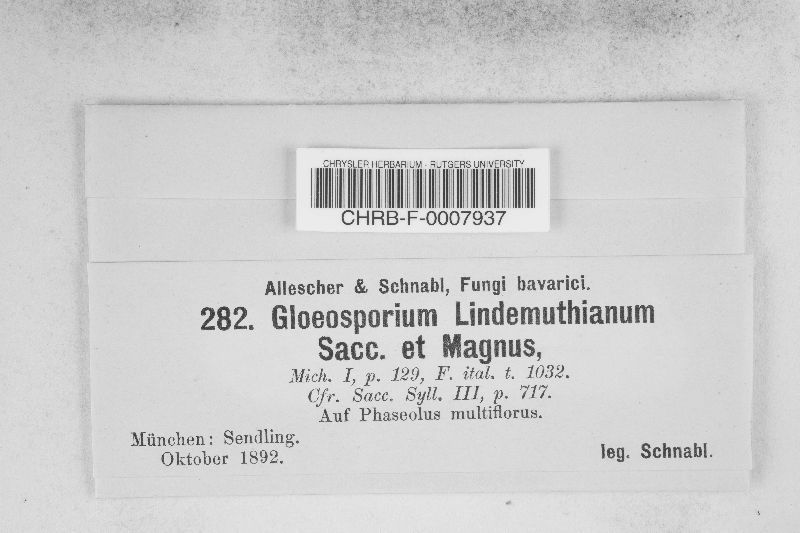 CHRYSLER HERBARIUM - RUTGERS UNIVERSITY
CHRB-F-0007937
Allescher & Schnabl, Fungi bavarici.
282. Gloeosporium Lindemuthianum
Sacc. et Magnus,
Mich. I, p. 129, F. ital. t. 1032.
Cfr. Sacc. Syll. III, p. 717.
Auf Phaseolus multiflorus.
München: Sendling.
Oktober 1892.
leg. Schnabl.